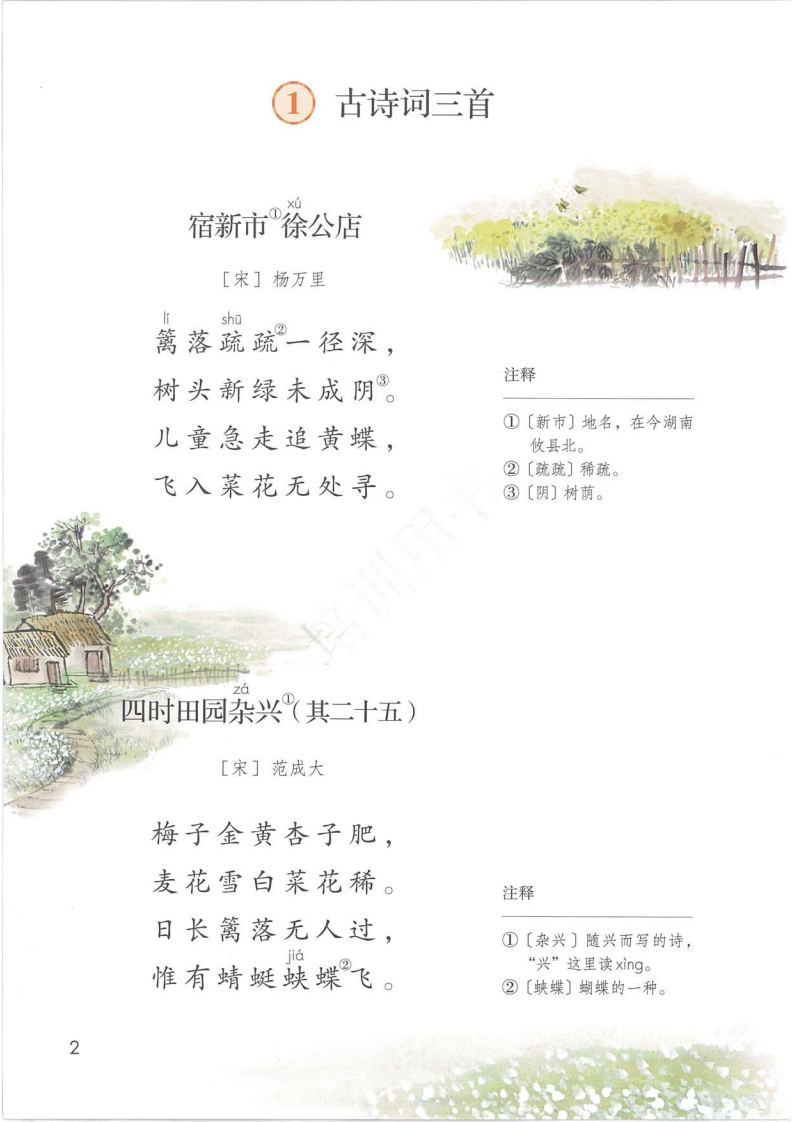 1 古诗词三首
xú
宿新市①徐公店
［宋］杨万里
lí shū
篱落疏疏②一径深，
树头新绿未成阴③。
儿童急走追黄蝶，
飞入菜花无处寻。
注释
①〔新市〕地名，在今湖南
攸县北。
②〔疏疏〕稀疏。
③〔阴〕树荫。
培训用书
zá
四时田园杂兴①（其二十五）
［宋］范成大
梅子金黄杏子肥，
麦花雪白菜花稀。
日长篱落无人过，
jiá
惟有蜻蜓蛱蝶②飞。
注释
①〔杂兴〕随兴而写的诗，
“兴”这里读xìng。
②〔蛱蝶〕蝴蝶的一种。
2